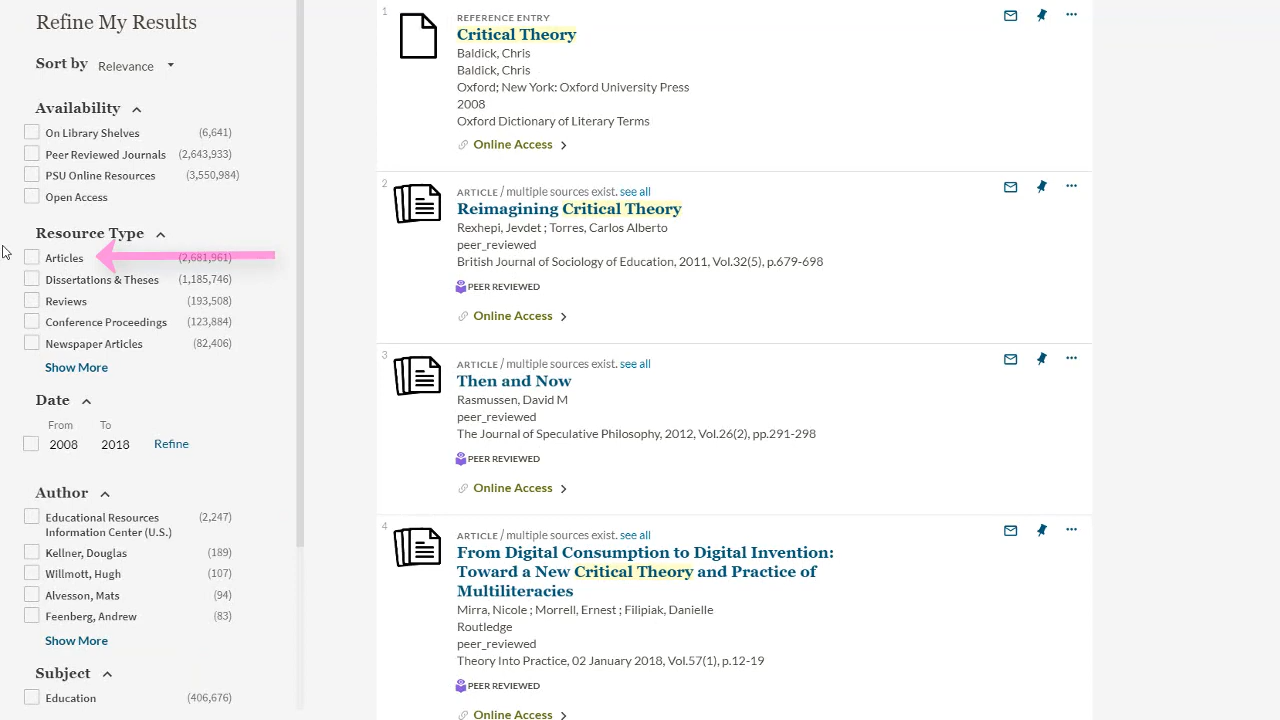 Refine My Results
Sort by Relevance
Availability
On Library Shelves (6,641)
Peer Reviewed Journals (2,643,933)
PSU Online Resources (3,550,984)
Open Access
Resource Type
Articles (2,681,961)
Dissertations & Theses (1,185,746)
Reviews (193,508)
Conference Proceedings (123,884)
Newspaper Articles (82,406)
Show More
Date
From To
2008 2018 Refine
Author
Educational Resources
Information Center (U.S.) (2,247)
Kellner, Douglas (189)
Willmott, Hugh (107)
Alvesson, Mats (94)
Feenberg, Andrew (83)
Show More
Subject
Education (406,676)
1
REFERENCE ENTRY
Critical Theory
Baldick, Chris
Baldick, Chris
Oxford; New York: Oxford University Press
2008
Oxford Dictionary of Literary Terms
Online Access
2
ARTICLE / multiple sources exist. see all
Reimagining Critical Theory
Rexhepi, Jevdet ; Torres, Carlos Alberto
peer_reviewed
British Journal of Sociology of Education, 2011, Vol.32(5), p.679-698
PEER REVIEWED
Online Access
3
ARTICLE / multiple sources exist. see all
Then and Now
Rasmussen, David M
peer_reviewed
The Journal of Speculative Philosophy, 2012, Vol.26(2), pp.291-298
PEER REVIEWED
Online Access
4
ARTICLE / multiple sources exist. see all
From Digital Consumption to Digital Invention:
Toward a New Critical Theory and Practice of
Multiliteracies
Mirra, Nicole ; Morrell, Ernest ; Filipiak, Danielle
Routledge
peer_reviewed
Theory Into Practice, 02 January 2018, Vol.57(1), p.12-19
PEER REVIEWED
Online Access